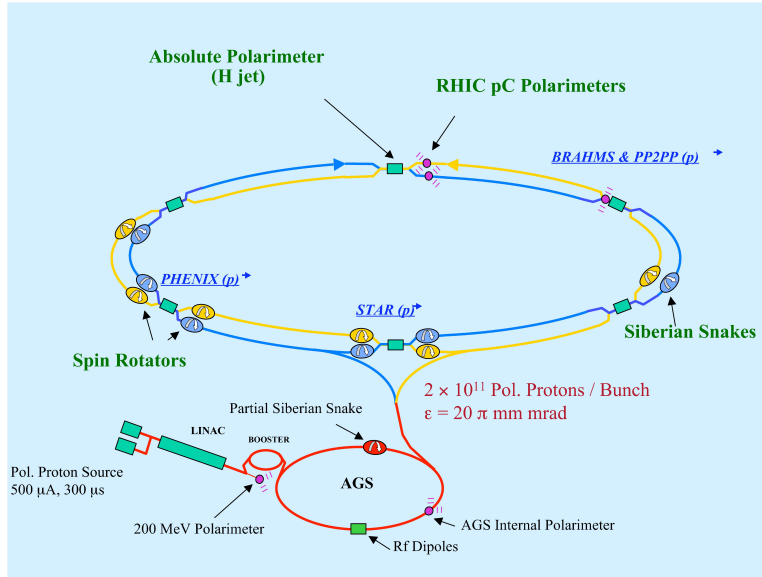 Absolute Polarimeter
(H jet)
RHIC pC Polarimeters
BRAHMS & PP2PP (p)
PHENIX (p)
STAR (p)
Siberian Snakes
Spin Rotators
2 × 10¹¹ Pol. Protons / Bunch
ε = 20 π mm mrad
Partial Siberian Snake
LINAC
BOOSTER
Pol. Proton Source
500 μA, 300 μs
AGS
200 MeV Polarimeter
AGS Internal Polarimeter
Rf Dipoles